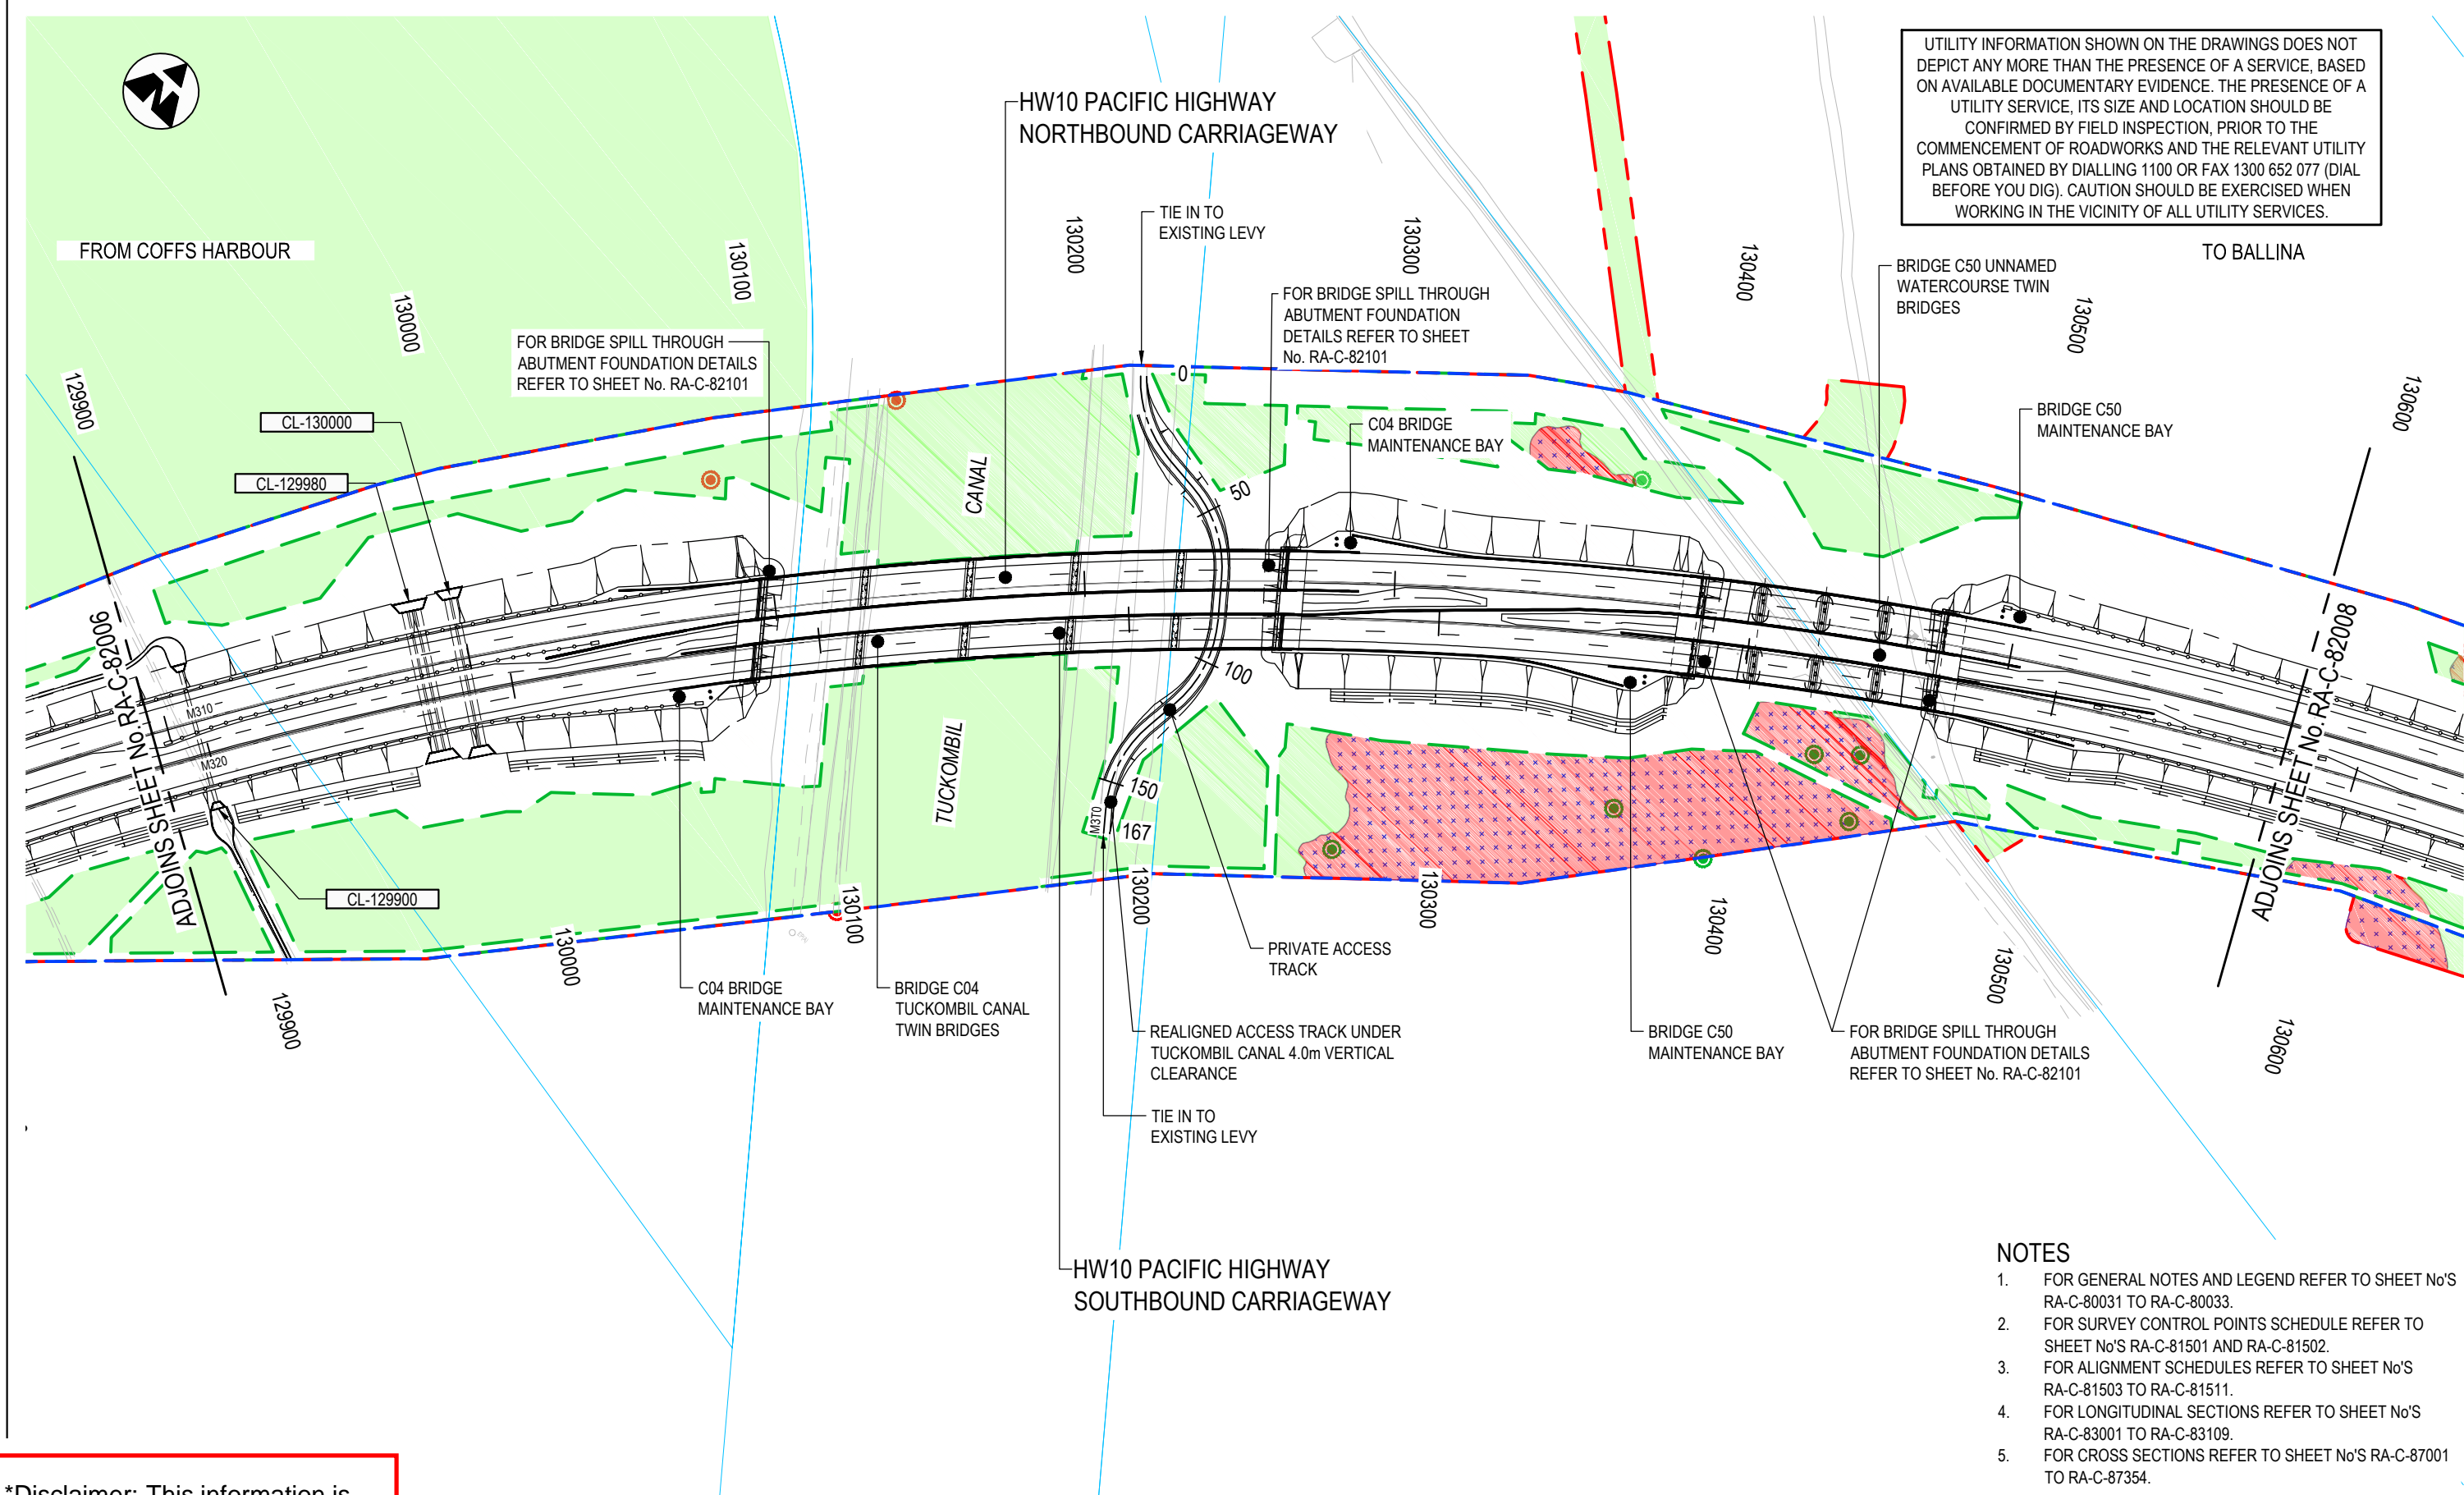 UTILITY INFORMATION SHOWN ON THE DRAWINGS DOES NOT
DEPICT ANY MORE THAN THE PRESENCE OF A SERVICE, BASED
ON AVAILABLE DOCUMENTARY EVIDENCE. THE PRESENCE OF A
UTILITY SERVICE, ITS SIZE AND LOCATION SHOULD BE
CONFIRMED BY FIELD INSPECTION, PRIOR TO THE
COMMENCEMENT OF ROADWORKS AND THE RELEVANT UTILITY
PLANS OBTAINED BY DIALLING 1100 OR FAX 1300 652 077 (DIAL
BEFORE YOU DIG). CAUTION SHOULD BE EXERCISED WHEN
WORKING IN THE VICINITY OF ALL UTILITY SERVICES.
HW10 PACIFIC HIGHWAY
NORTHBOUND CARRIAGEWAY
FROM COFFS HARBOUR
TO BALLINA
TIE IN TO
EXISTING LEVY
129900
130000
130100
130200
130300
130400
130500
130600
BRIDGE C50 UNNAMED
WATERCOURSE TWIN
BRIDGES
FOR BRIDGE SPILL THROUGH
ABUTMENT FOUNDATION
DETAILS REFER TO SHEET
No. RA-C-82101
FOR BRIDGE SPILL THROUGH
ABUTMENT FOUNDATION DETAILS
REFER TO SHEET No. RA-C-82101
CL-130000
CL-129980
C04 BRIDGE
MAINTENANCE BAY
BRIDGE C50
MAINTENANCE BAY
0
50
100
150
167
M3T0
CANAL
TUCKOMBIL
ADJOINS SHEET No. RA-C-82006
ADJOINS SHEET No. RA-C-82008
M310
M320
CL-129900
129900
130000
130100
130200
130300
130400
130500
130600
PRIVATE ACCESS
TRACK
C04 BRIDGE
MAINTENANCE BAY
BRIDGE C04
TUCKOMBIL CANAL
TWIN BRIDGES
REALIGNED ACCESS TRACK UNDER
TUCKOMBIL CANAL 4.0m VERTICAL
CLEARANCE
BRIDGE C50
MAINTENANCE BAY
FOR BRIDGE SPILL THROUGH
ABUTMENT FOUNDATION DETAILS
REFER TO SHEET No. RA-C-82101
TIE IN TO
EXISTING LEVY
HW10 PACIFIC HIGHWAY
SOUTHBOUND CARRIAGEWAY
NOTES
1. FOR GENERAL NOTES AND LEGEND REFER TO SHEET No'S
RA-C-80031 TO RA-C-80033.
2. FOR SURVEY CONTROL POINTS SCHEDULE REFER TO
SHEET No'S RA-C-81501 AND RA-C-81502.
3. FOR ALIGNMENT SCHEDULES REFER TO SHEET No'S
RA-C-81503 TO RA-C-81511.
4. FOR LONGITUDINAL SECTIONS REFER TO SHEET No'S
RA-C-83001 TO RA-C-83109.
5. FOR CROSS SECTIONS REFER TO SHEET No'S RA-C-87001
TO RA-C-87354.
*Disclaimer: This information is